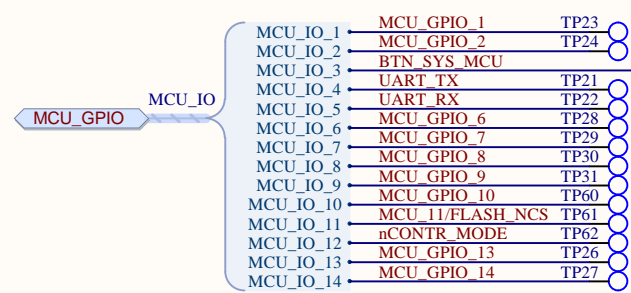 MCU_GPIO
MCU_IO
MCU_IO_1 MCU_GPIO_1 TP23
MCU_IO_2 MCU_GPIO_2 TP24
MCU_IO_3 BTN_SYS_MCU
MCU_IO_4 UART_TX TP21
MCU_IO_5 UART_RX TP22
MCU_IO_6 MCU_GPIO_6 TP28
MCU_IO_7 MCU_GPIO_7 TP29
MCU_IO_8 MCU_GPIO_8 TP30
MCU_IO_9 MCU_GPIO_9 TP31
MCU_IO_10 MCU_GPIO_10 TP60
MCU_IO_11 MCU_11/FLASH_NCS TP61
MCU_IO_12 nCONTR_MODE TP62
MCU_IO_13 MCU_GPIO_13 TP26
MCU_IO_14 MCU_GPIO_14 TP27